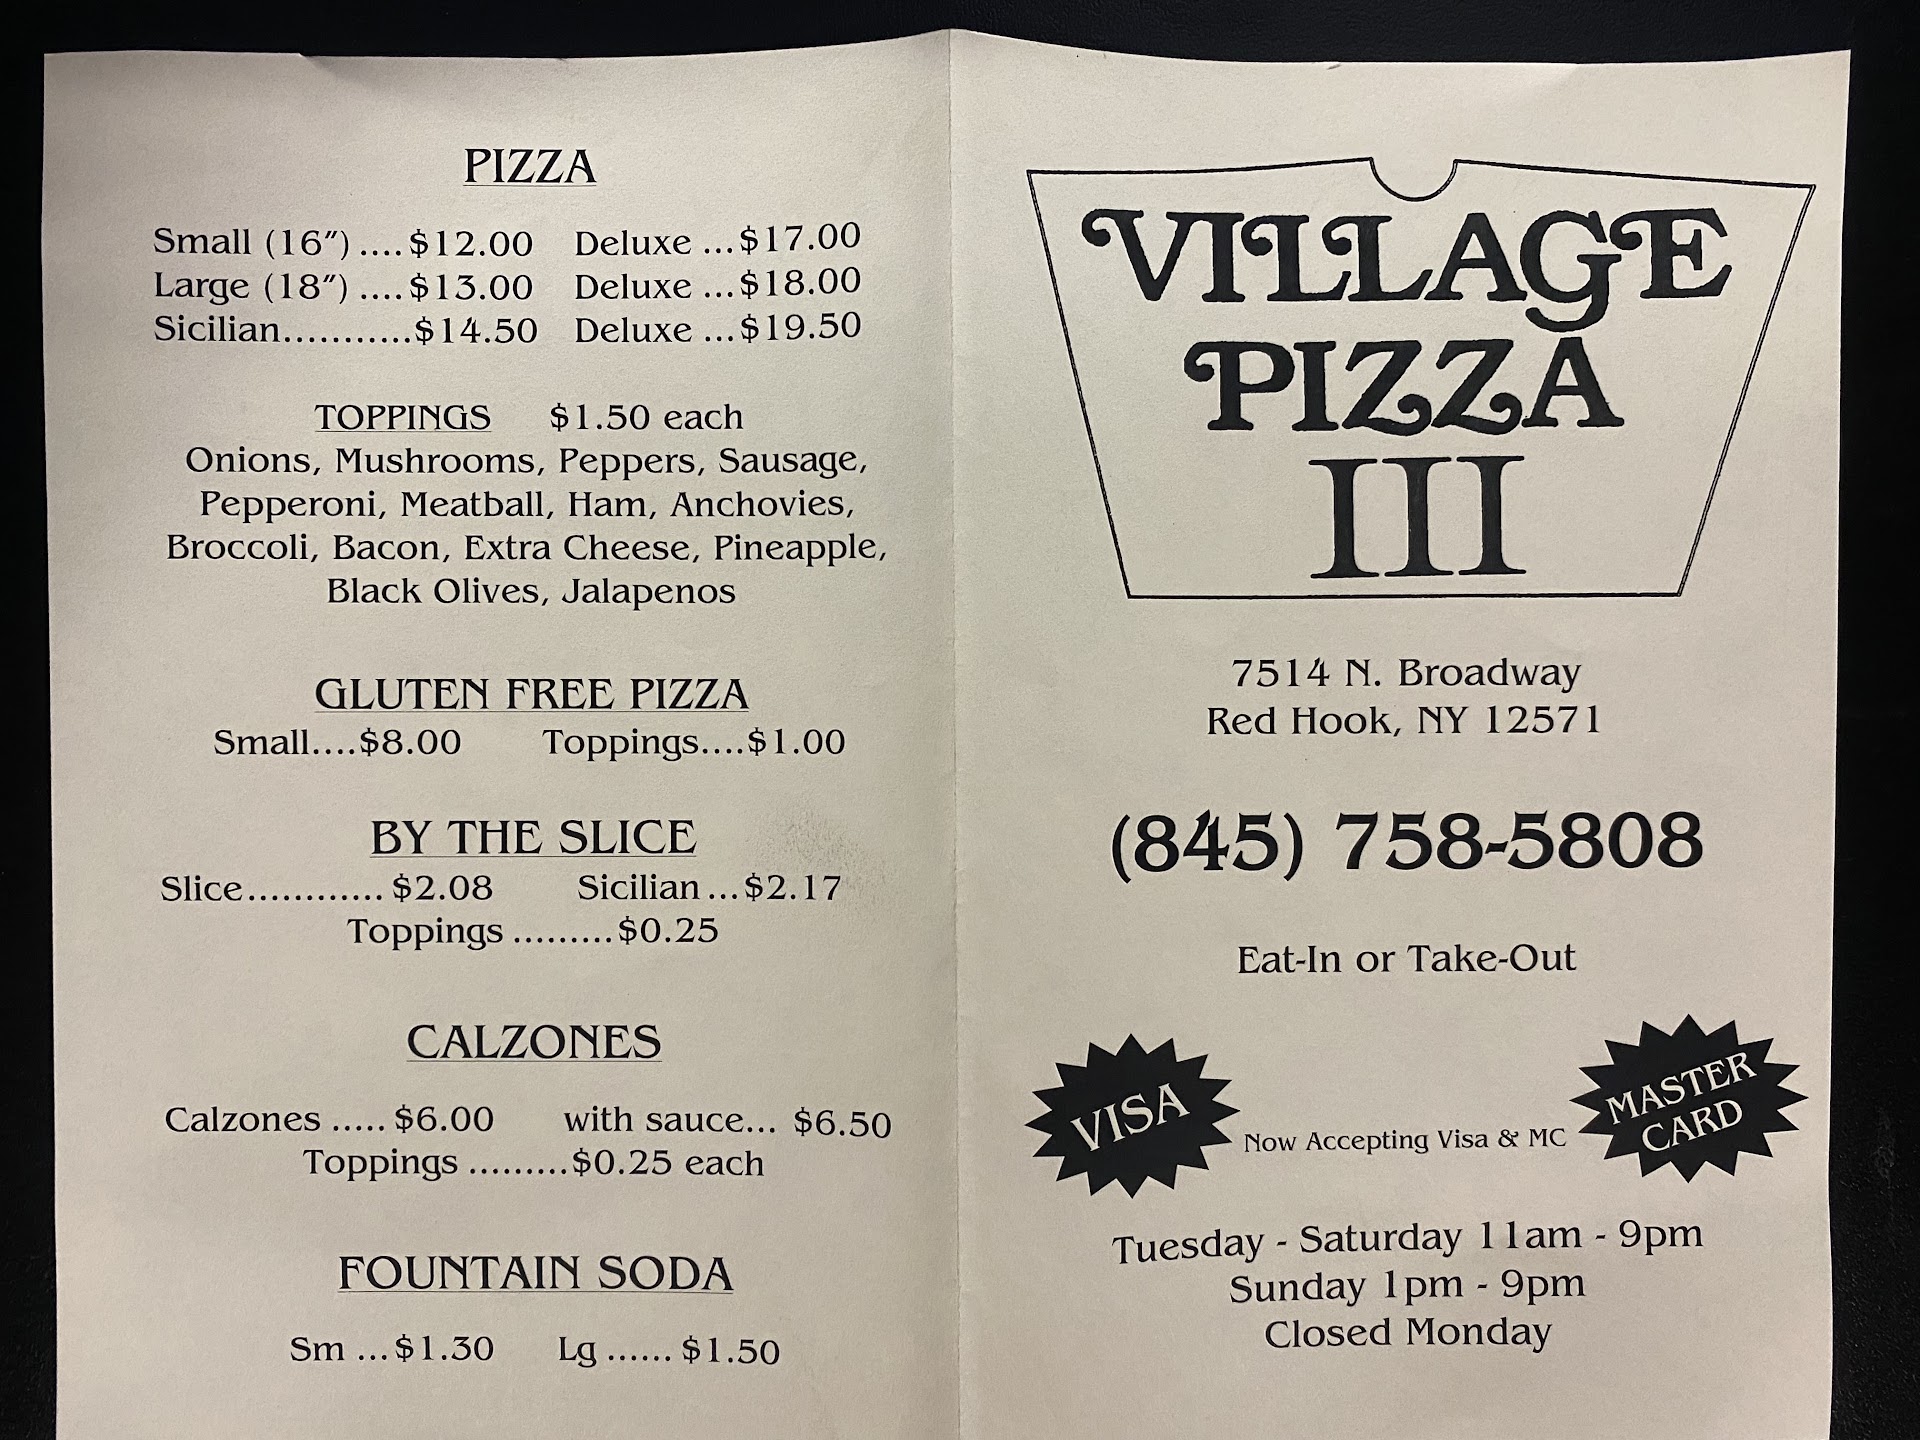 PIZZA
Small (16") ....$12.00 Deluxe ...$17.00
Large (18") ....$13.00 Deluxe ...$18.00
Sicilian...........$14.50 Deluxe ...$19.50
TOPPINGS $1.50 each
Onions, Mushrooms, Peppers, Sausage,
Pepperoni, Meatball, Ham, Anchovies,
Broccoli, Bacon, Extra Cheese, Pineapple,
Black Olives, Jalapenos
GLUTEN FREE PIZZA
Small....$8.00 Toppings....$1.00
BY THE SLICE
Slice............ $2.08 Sicilian ...$2.17
Toppings .........$0.25
CALZONES
Calzones ..... $6.00 with sauce... $6.50
Toppings .........$0.25 each
FOUNTAIN SODA
Sm ...$1.30 Lg ...... $1.50
VILLAGE
PIZZA
III
7514 N. Broadway
Red Hook, NY 12571
(845) 758-5808
Eat-In or Take-Out
VISA
Now Accepting Visa & MC
MASTER
CARD
Tuesday - Saturday 11am - 9pm
Sunday 1pm - 9pm
Closed Monday